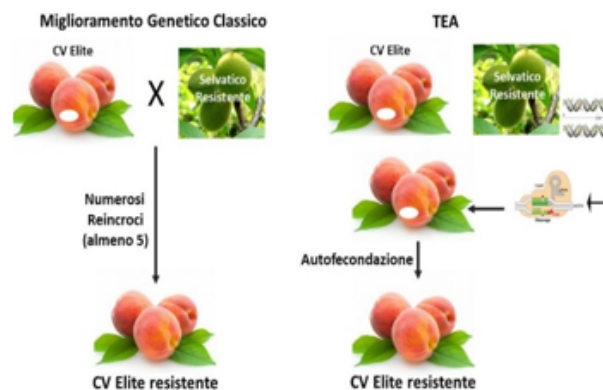 Miglioramento Genetico Classico
CV Elite
X
Selvatico
Resistente
Numerosi
Reincroci
(almeno 5)
CV Elite resistente
TEA
CV Elite
Selvatico
Resistente
Autofecondazione
CV Elite resistente